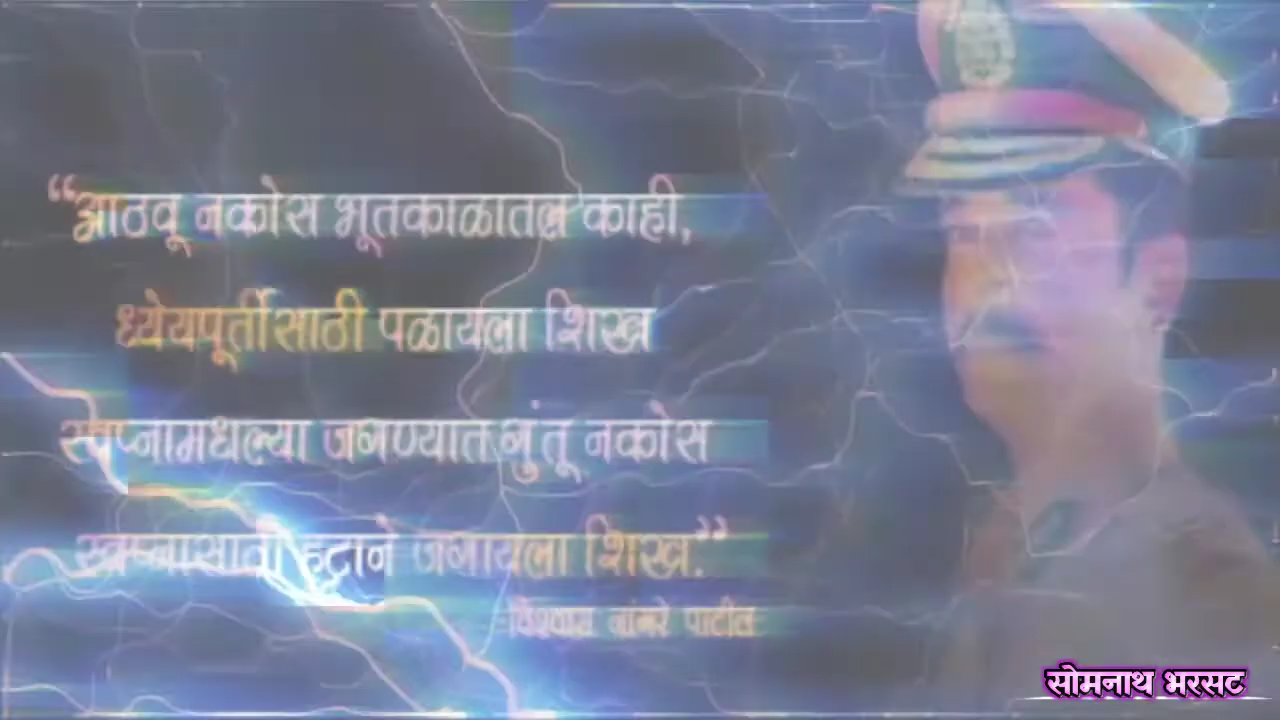 “आठवू नकोस भूतकाळातल काही,
ध्येयपूर्तीसाठी पळायला शिख
स्वप्नामधल्या जगण्यात गुंतू नकोस
स्वप्नासाठी हट्टाने जगायला शिख.”
विश्वास नांगरे पाटील
सोमनाथ भरसट